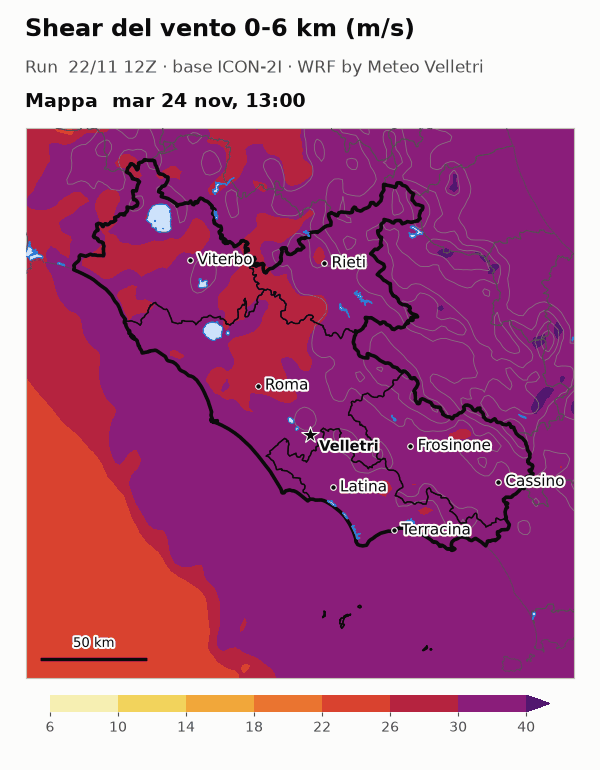 Shear del vento 0-6 km (m/s)
Run  22/11 12Z · base ICON-2I · WRF by Meteo Velletri
Mappa  mar 24 nov, 13:00
Viterbo
Rieti
Roma
Velletri
Frosinone
Latina
Cassino
Terracina
50 km
6 10 14 18 22 26 30 40